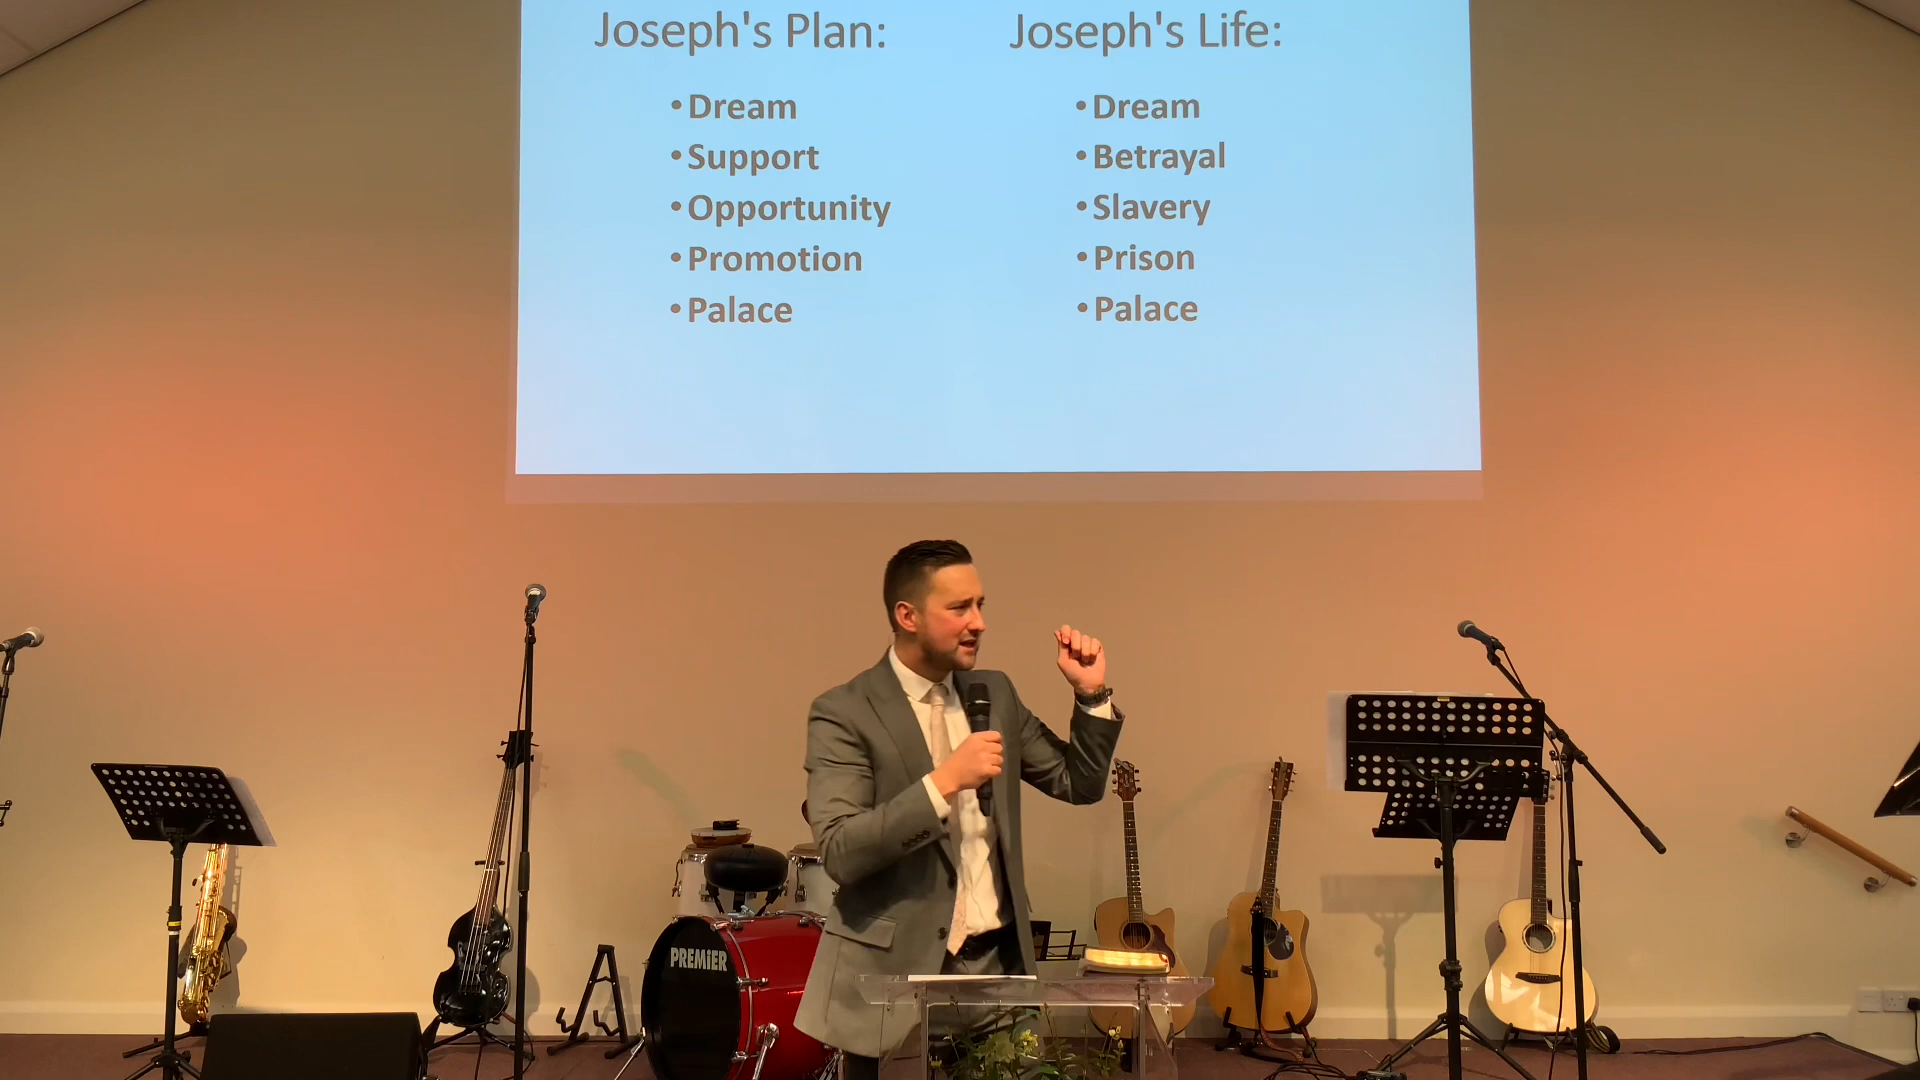 Joseph's Plan:
• Dream
• Support
• Opportunity
• Promotion
• Palace
Joseph's Life:
• Dream
• Betrayal
• Slavery
• Prison
• Palace
PREMiER